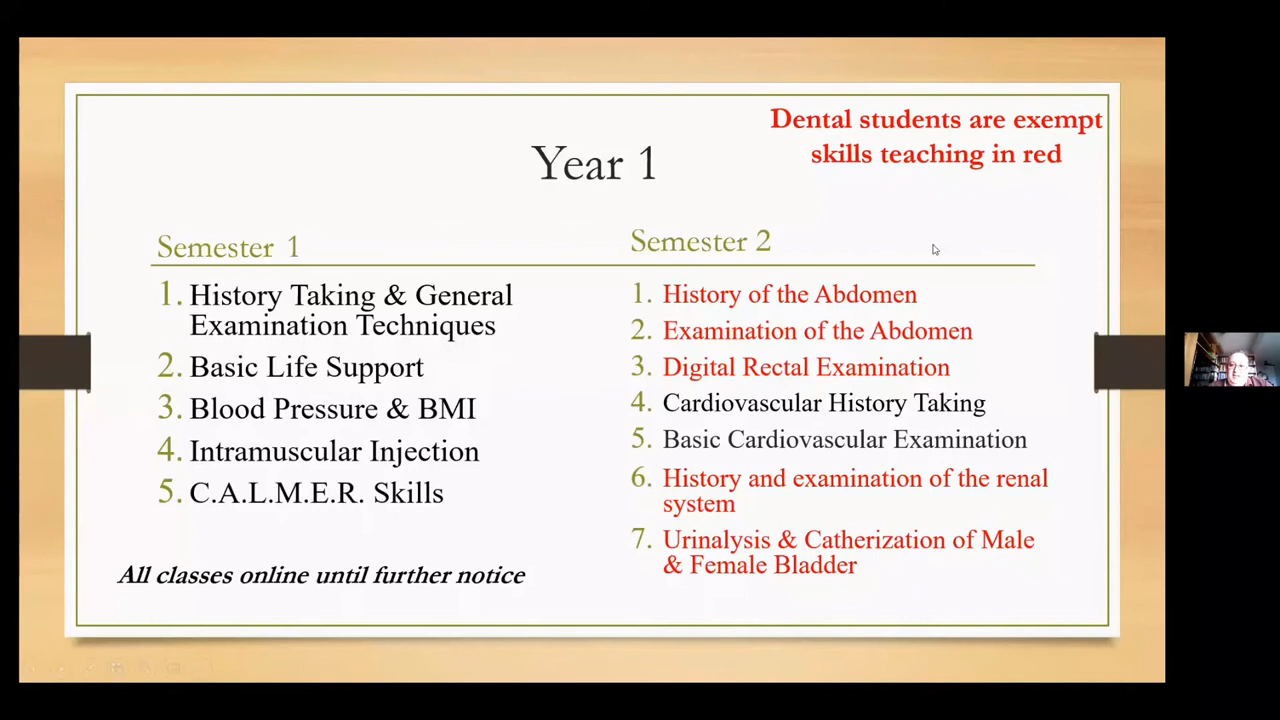 Dental students are exempt
skills teaching in red
Year 1
Semester 1
1. History Taking & General
Examination Techniques
2. Basic Life Support
3. Blood Pressure & BMI
4. Intramuscular Injection
5. C.A.L.M.E.R. Skills
All classes online until further notice
Semester 2
1. History of the Abdomen
2. Examination of the Abdomen
3. Digital Rectal Examination
4. Cardiovascular History Taking
5. Basic Cardiovascular Examination
6. History and examination of the renal
system
7. Urinalysis & Catherization of Male
& Female Bladder